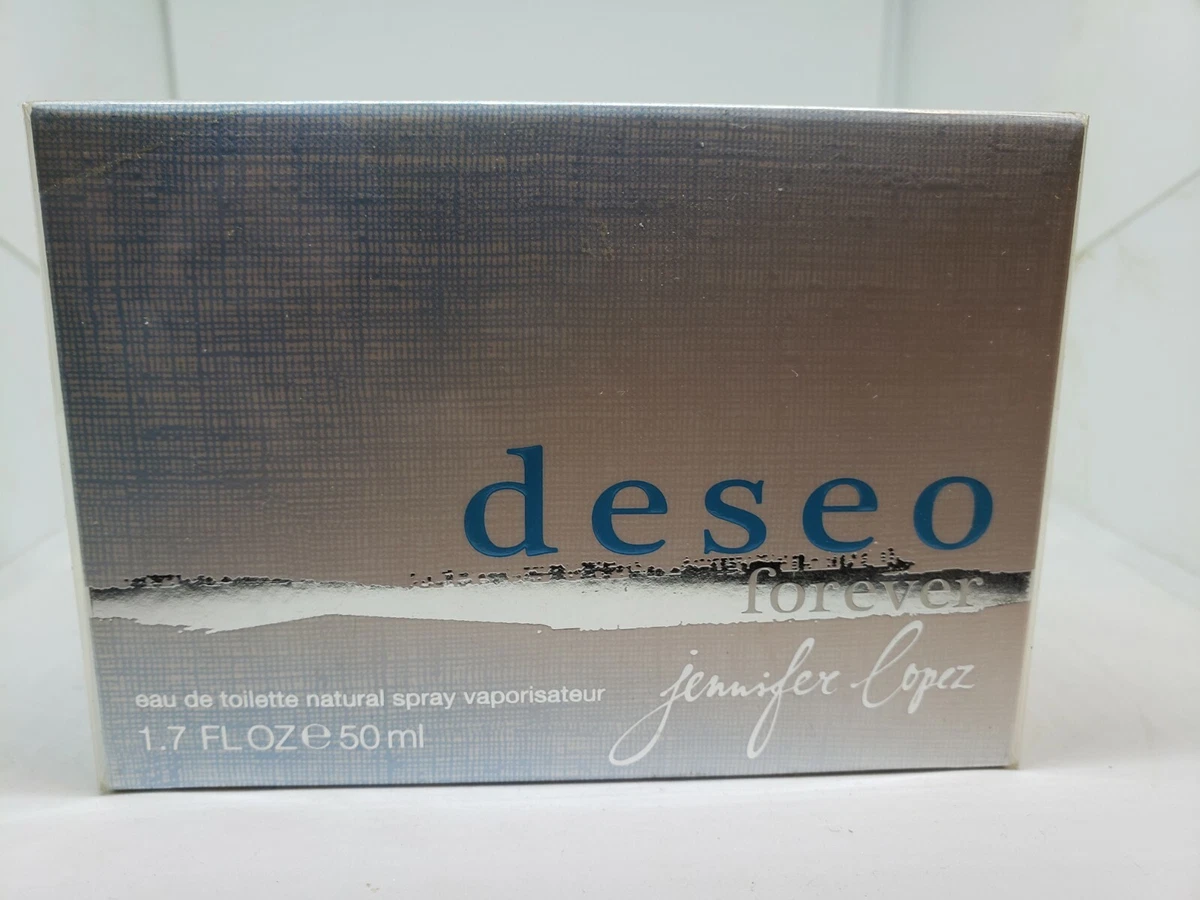 deseo
forever
jennifer lopez
eau de toilette natural spray vaporisateur
1.7 FL OZ ℮ 50 ml